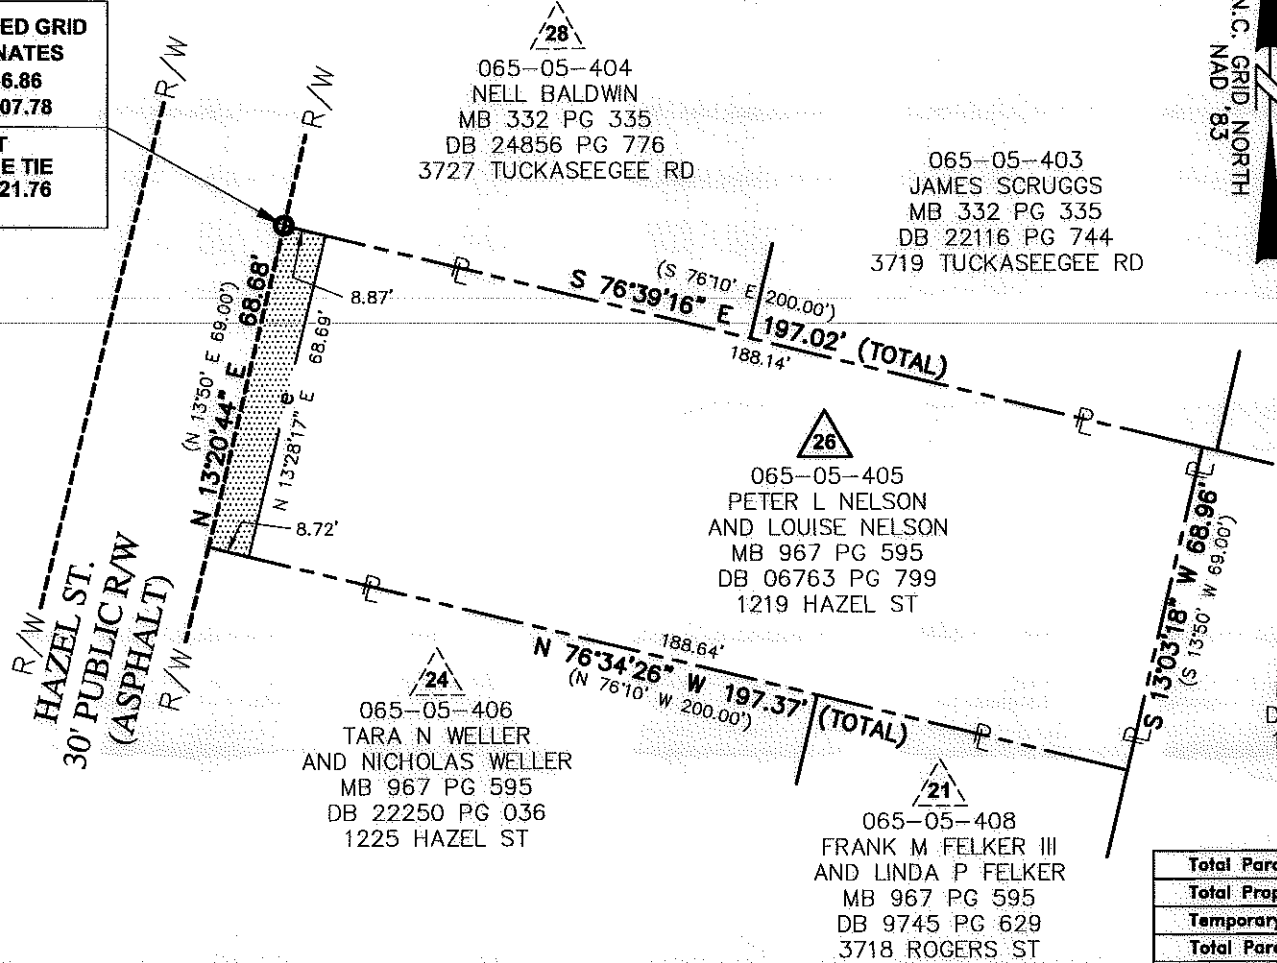 ED GRID
NATES
6.86
07.78
T
E TIE
21.76
R/W
R/W
28
065-05-404
NELL BALDWIN
MB 332 PG 335
DB 24856 PG 776
3727 TUCKASEEGEE RD
N.C. GRID NORTH
NAD '83
065-05-403
JAMES SCRUGGS
MB 332 PG 335
DB 22116 PG 744
3719 TUCKASEEGEE RD
PL
S 76°39'16" E 197.02' (TOTAL)
(S 76°10' E 200.00')
188.14'
PL
8.87'
N 13°20'44" E 68.68'
(N 13°50' E 69.00')
e
N 13°28'17" E 68.69'
8.72'
26
065-05-405
PETER L NELSON
AND LOUISE NELSON
MB 967 PG 595
DB 06763 PG 799
1219 HAZEL ST
PL
S 13°03'18" W 68.96'
(S 13°50' W 69.00')
PL
HAZEL ST.
30' PUBLIC R/W
(ASPHALT)
R/W
R/W
PL
188.64'
N 76°34'26" W 197.37' (TOTAL)
(N 76°10' W 200.00')
PL
24
065-05-406
TARA N WELLER
AND NICHOLAS WELLER
MB 967 PG 595
DB 22250 PG 036
1225 HAZEL ST
21
065-05-408
FRANK M FELKER III
AND LINDA P FELKER
MB 967 PG 595
DB 9745 PG 629
3718 ROGERS ST
D
Total Parc
Total Prop
Temporary
Total Parc